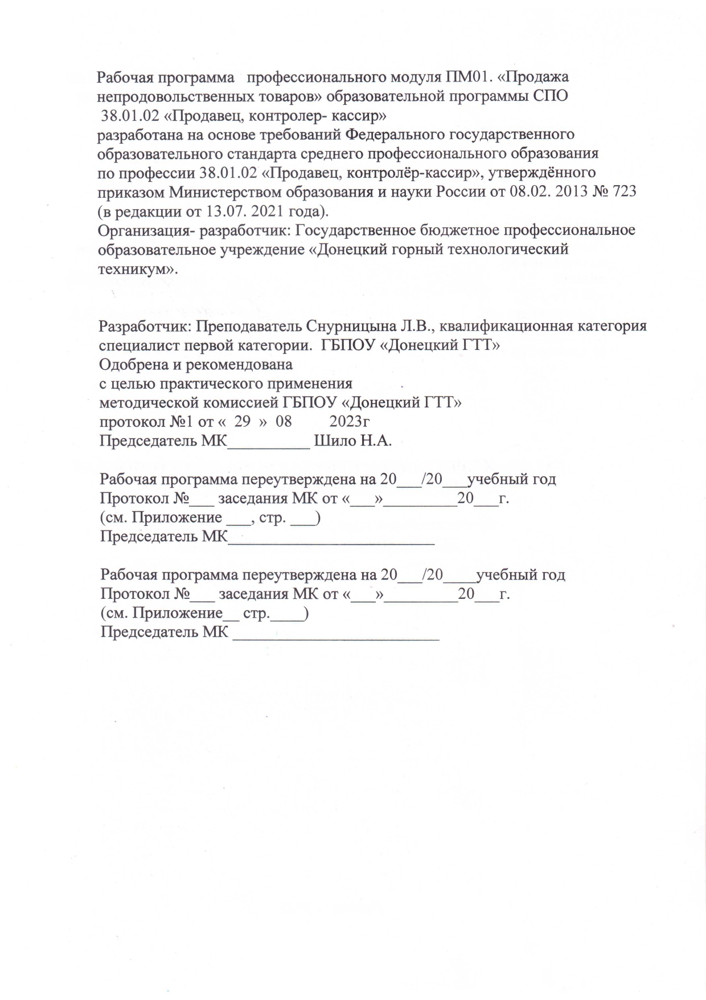 Рабочая программа   профессионального модуля ПМ01. «Продажа
непродовольственных товаров» образовательной программы СПО
38.01.02 «Продавец, контролер- кассир»
разработана на основе требований Федерального государственного
образовательного стандарта среднего профессионального образования
по профессии 38.01.02 «Продавец, контролёр-кассир», утверждённого
приказом Министерством образования и науки России от 08.02. 2013 № 723
(в редакции от 13.07. 2021 года).
Организация- разработчик: Государственное бюджетное профессиональное
образовательное учреждение «Донецкий горный технологический
техникум».
Разработчик: Преподаватель Снурницына Л.В., квалификационная категория
специалист первой категории.  ГБПОУ «Донецкий ГТТ»
Одобрена и рекомендована
с целью практического применения
методической комиссией ГБПОУ «Донецкий ГТТ»
протокол №1 от «  29  »  08         2023г
Председатель МК__________ Шило Н.А.
Рабочая программа переутверждена на 20___/20___учебный год
Протокол №___ заседания МК от «___»_________20___г.
(см. Приложение ___, стр. ___)
Председатель МК_________________________
Рабочая программа переутверждена на 20___/20____учебный год
Протокол №___ заседания МК от «___»_________20___г.
(см. Приложение__ стр.____)
Председатель МК _________________________